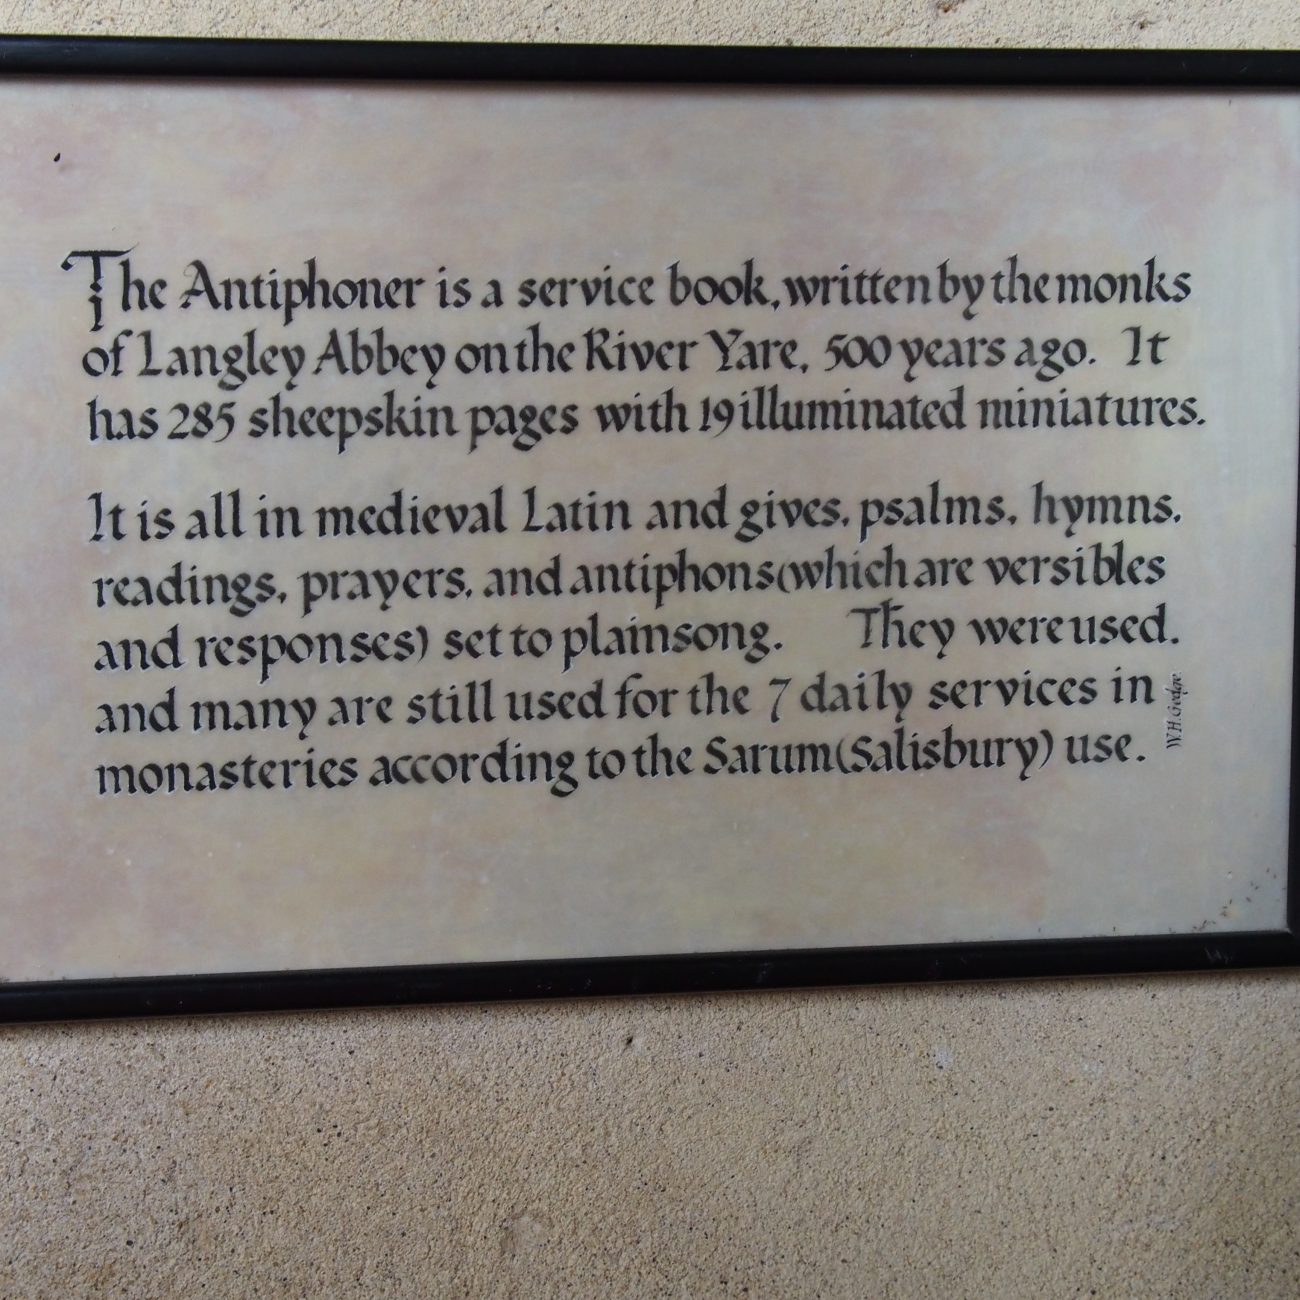 The Antiphoner is a service book, written by the monks
of Langley Abbey on the River Yare, 500 years ago. It
has 285 sheepskin pages with 19 illuminated miniatures.
It is all in medieval Latin and gives, psalms, hymns,
readings, prayers, and antiphons (which are versibles
and responses) set to plainsong. They were used,
and many are still used for the 7 daily services in
monasteries according to the Sarum (Salisbury) use.
W.H. Gedge